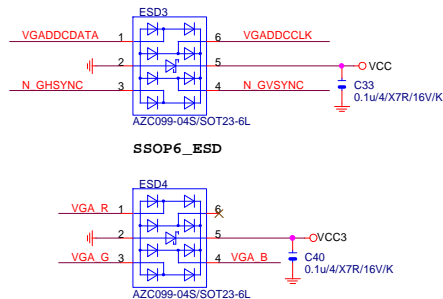 ESD3
VGADDCDATA 1 6 VGADDCCLK
2 5 VCC
N_GHSYNC 3 4 N_GVSYNC
C33
0.1u/4/X7R/16V/K
AZC099-04S/SOT23-6L
SSOP6_ESD
ESD4
VGA_R 1 6
2 5 VCC3
VGA_G 3 4 VGA_B
C40
0.1u/4/X7R/16V/K
AZC099-04S/SOT23-6L